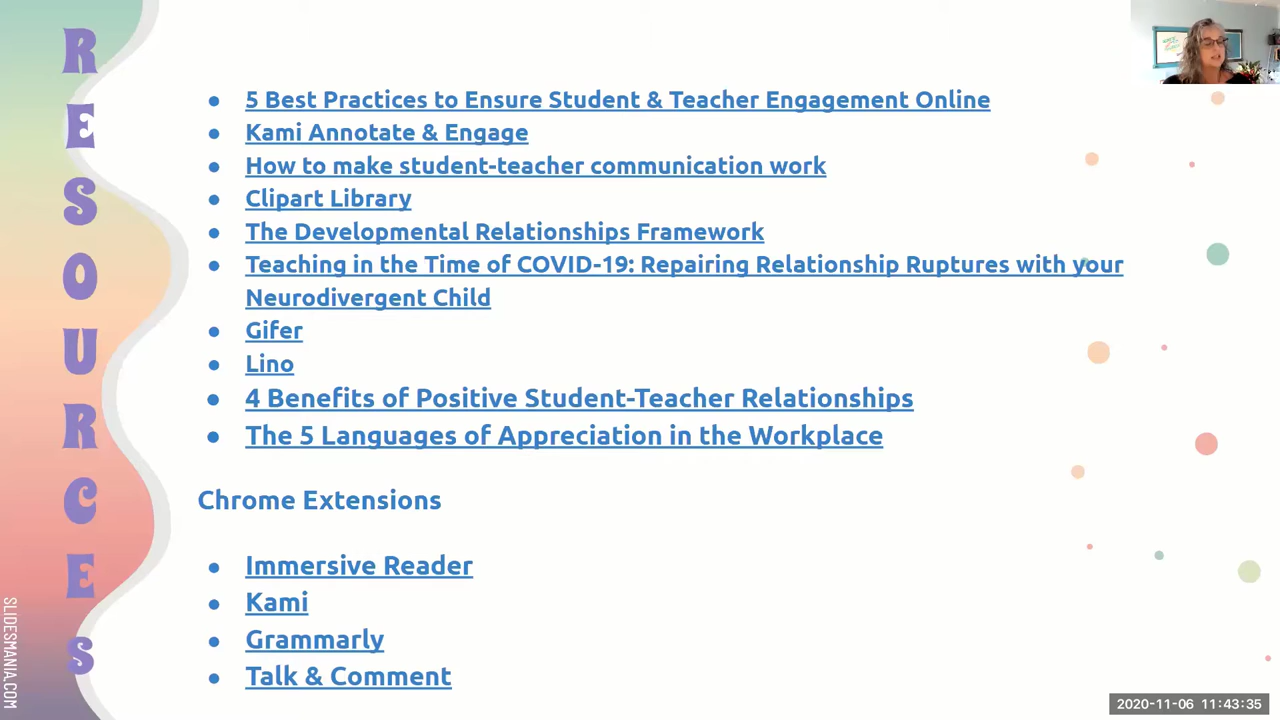 RESOURCES
5 Best Practices to Ensure Student & Teacher Engagement Online
Kami Annotate & Engage
How to make student-teacher communication work
Clipart Library
The Developmental Relationships Framework
Teaching in the Time of COVID-19: Repairing Relationship Ruptures with your
Neurodivergent Child
Gifer
Lino
4 Benefits of Positive Student-Teacher Relationships
The 5 Languages of Appreciation in the Workplace
Chrome Extensions
Immersive Reader
Kami
Grammarly
Talk & Comment
SLIDESMANIA.COM
2020-11-06 11:43:35